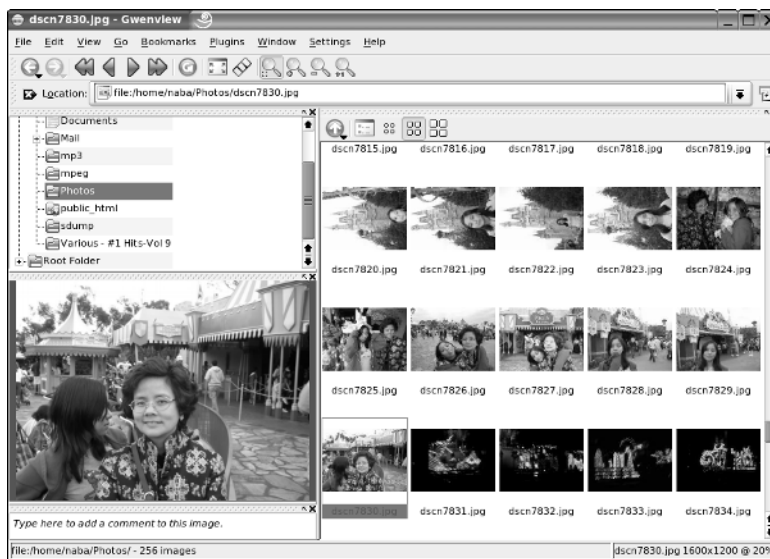 dscn7830.jpg - Gwenview
File Edit View Go Bookmarks Plugins Window Settings Help
Location: file:/home/naba/Photos/dscn7830.jpg
Documents
Mail
mp3
mpeg
Photos
public_html
sdump
Various - #1 Hits-Vol 9
Root Folder
dscn7815.jpg dscn7816.jpg dscn7817.jpg dscn7818.jpg dscn7819.jpg
dscn7820.jpg dscn7821.jpg dscn7822.jpg dscn7823.jpg dscn7824.jpg
dscn7825.jpg dscn7826.jpg dscn7827.jpg dscn7828.jpg dscn7829.jpg
dscn7830.jpg dscn7831.jpg dscn7832.jpg dscn7833.jpg dscn7834.jpg
Type here to add a comment to this image.
file:/home/naba/Photos/ - 256 images
dscn7830.jpg 1600x1200 @ 20%